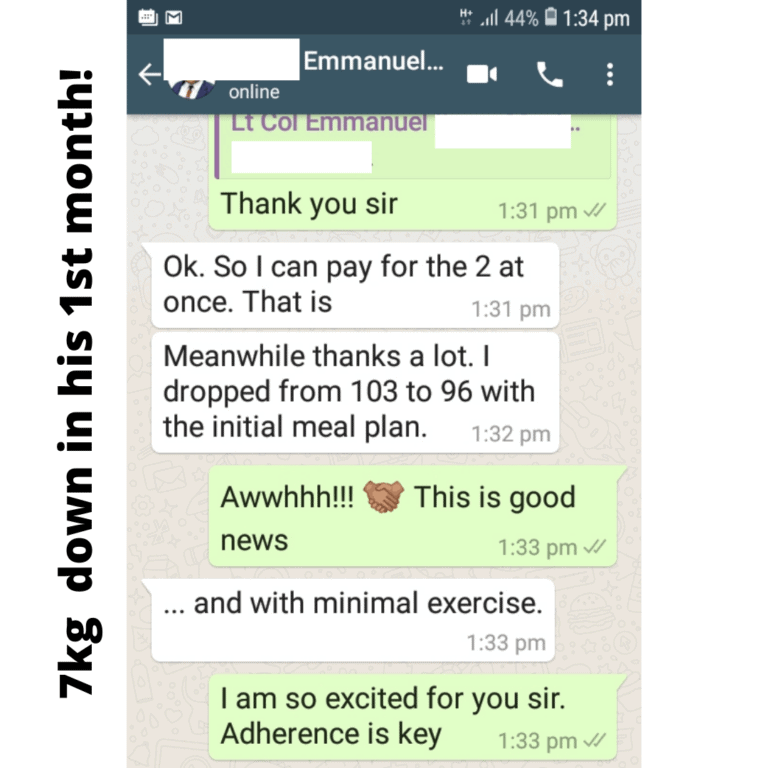 7kg down in his 1st month!
H+ 44% 1:34 pm
Emmanuel...
online
Lt Col Emmanuel ..
Thank you sir
1:31 pm
Ok. So I can pay for the 2 at
once. That is
1:31 pm
Meanwhile thanks a lot. I
dropped from 103 to 96 with
the initial meal plan.
1:32 pm
Awwhhh!!! 🤝🏽 This is good
news
1:33 pm
... and with minimal exercise.
1:33 pm
I am so excited for you sir.
Adherence is key
1:33 pm